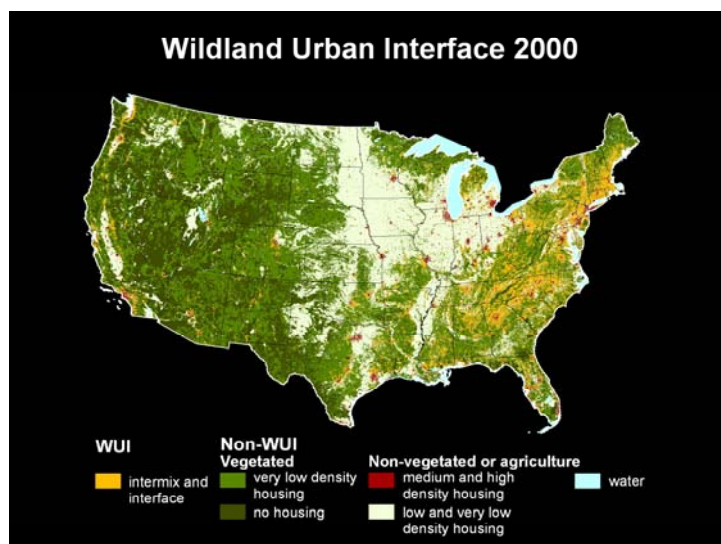 Wildland Urban Interface 2000
WUI
intermix and
interface
Non-WUI
Vegetated
very low density
housing
no housing
Non-vegetated or agriculture
medium and high
density housing
low and very low
density housing
water